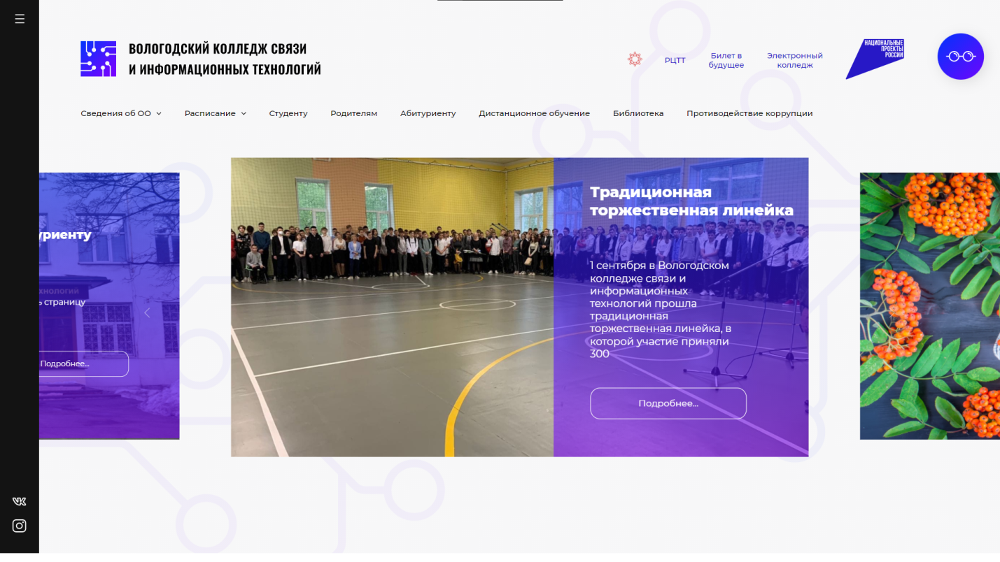 ВОЛОГОДСКИЙ КОЛЛЕДЖ СВЯЗИ
И ИНФОРМАЦИОННЫХ ТЕХНОЛОГИЙ
РЦТТ
Билет в
будущее
Электронный
колледж
НАЦИОНАЛЬНЫЕ
ПРОЕКТЫ
РОССИИ
Сведения об ОО
Расписание
Студенту
Родителям
Абитуриенту
Дистанционное обучение
Библиотека
Противодействие коррупции
уриенту
хнологии
ь страницу
Подробнее...
Традиционная
торжественная линейка
1 сентября в Вологодском
колледже связи и
информационных
технологий прошла
традиционная
торжественная линейка, в
которой участие приняли
300
Подробнее...